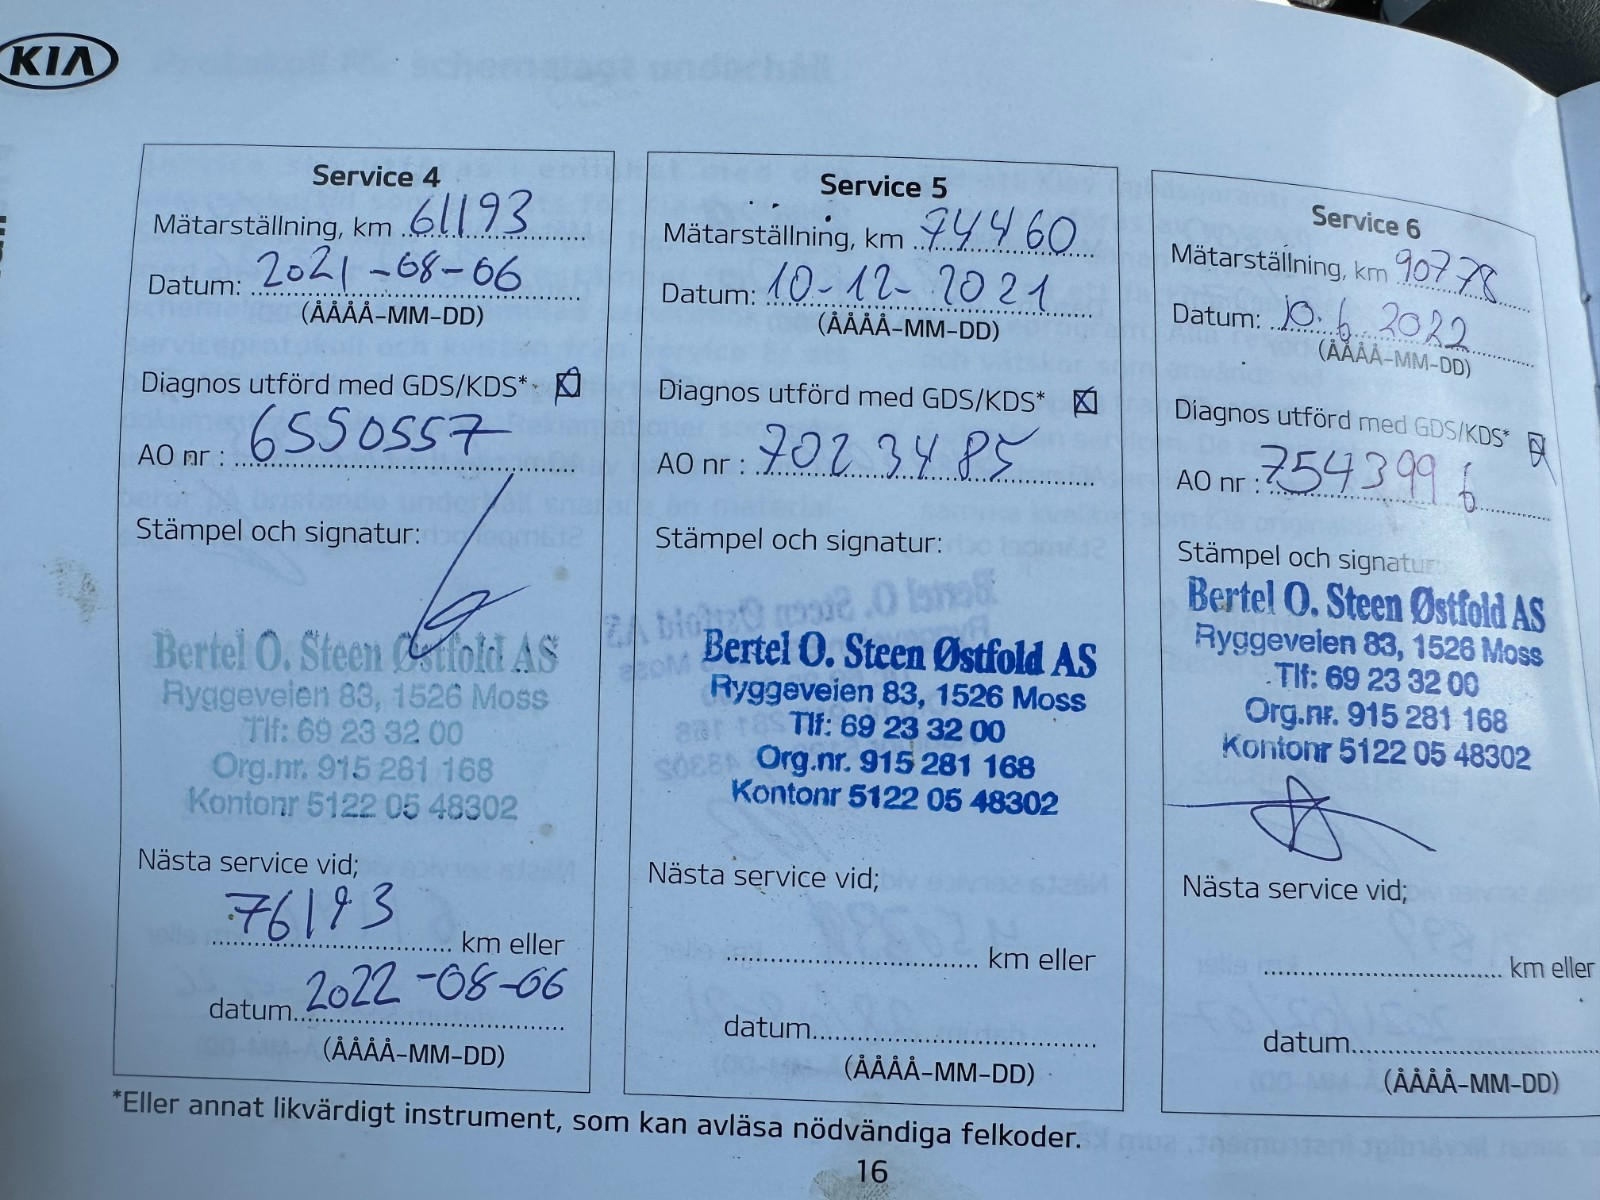 KIA
Service 4
Mätarställning, km 61193
Datum: 2021-08-06
(ÅÅÅÅ-MM-DD)
Diagnos utförd med GDS/KDS*
AO nr : 6550557
Stämpel och signatur:
Bertel O. Steen Østfold AS
Ryggeveien 83, 1526 Moss
Tlf: 69 23 32 00
Org.nr. 915 281 168
Kontonr 5122 05 48302
Nästa service vid;
76193 km eller
datum 2022-08-06
(ÅÅÅÅ-MM-DD)
Service 5
Mätarställning, km 74460
Datum: 10-12-2021
(ÅÅÅÅ-MM-DD)
Diagnos utförd med GDS/KDS*
AO nr : 7023485
Stämpel och signatur:
Bertel O. Steen Østfold AS
Ryggeveien 83, 1526 Moss
Tlf: 69 23 32 00
Org.nr. 915 281 168
Kontonr 5122 05 48302
Nästa service vid;
km eller
datum
(ÅÅÅÅ-MM-DD)
Service 6
Mätarställning, km 90778
Datum: 10.6.2022
(ÅÅÅÅ-MM-DD)
Diagnos utförd med GDS/KDS*
AO nr : 7543996
Stämpel och signatur
Bertel O. Steen Østfold AS
Ryggeveien 83, 1526 Moss
Tlf: 69 23 32 00
Org.nr. 915 281 168
Kontonr 5122 05 48302
Nästa service vid;
km eller
datum
(ÅÅÅÅ-MM-DD)
*Eller annat likvärdigt instrument, som kan avläsa nödvändiga felkoder.
16